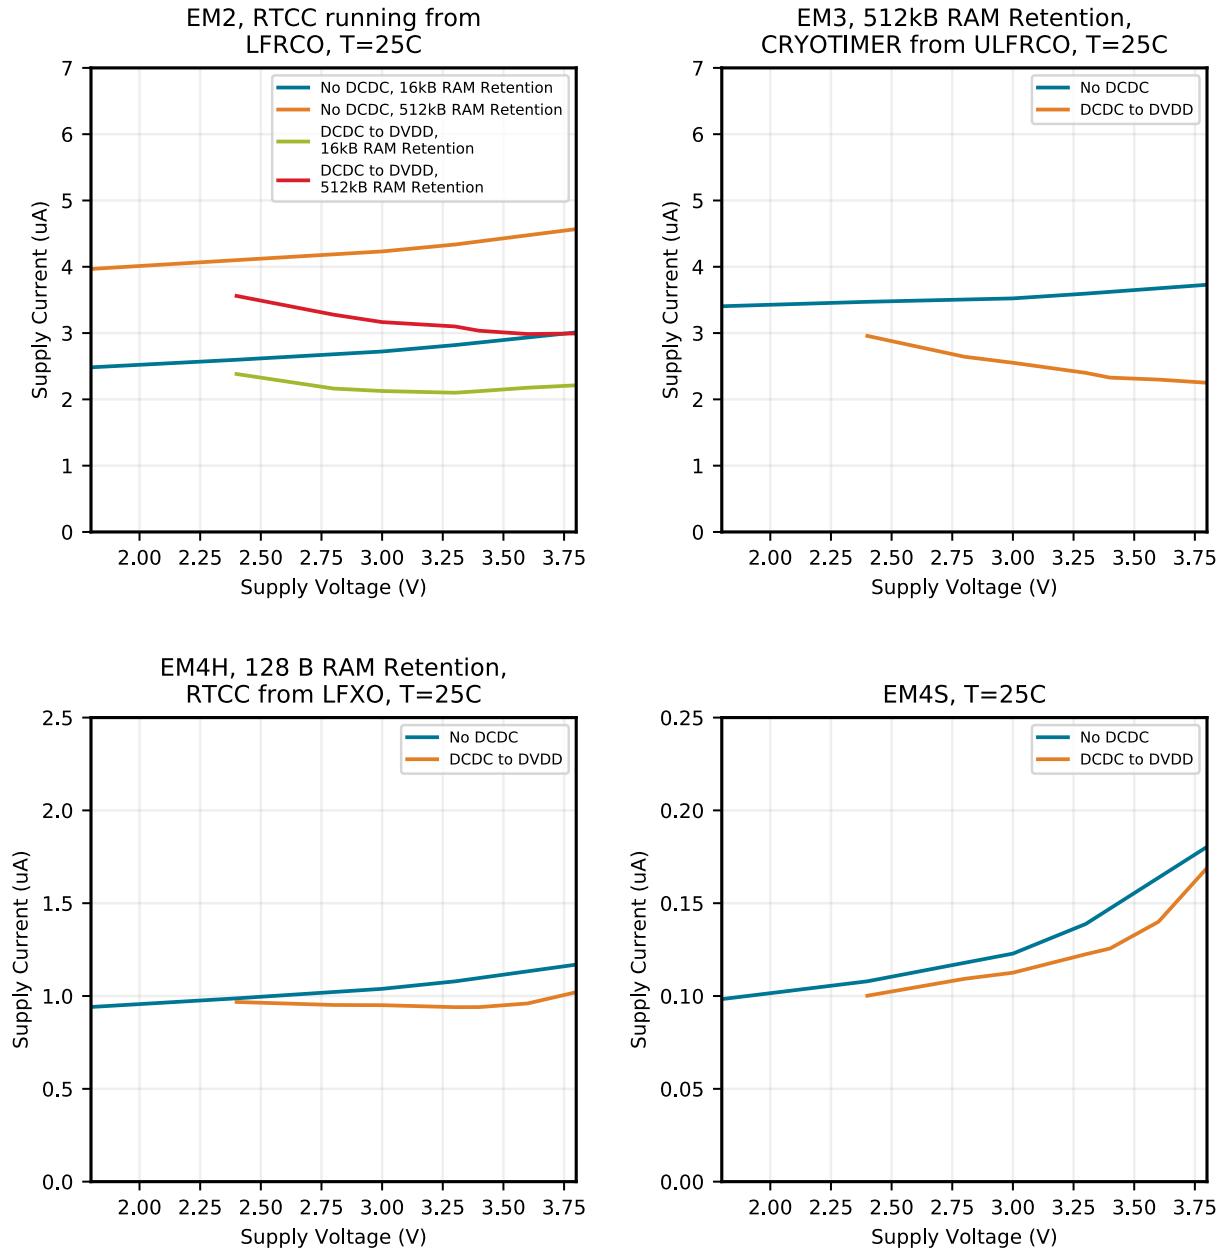 EM2, RTCC running from
LFRCO, T=25C
7
6
5
4
3
2
1
0
Supply Current (uA)
No DCDC, 16kB RAM Retention
No DCDC, 512kB RAM Retention
DCDC to DVDD,
16kB RAM Retention
DCDC to DVDD,
512kB RAM Retention
2.00 2.25 2.50 2.75 3.00 3.25 3.50 3.75
Supply Voltage (V)
EM3, 512kB RAM Retention,
CRYOTIMER from ULFRCO, T=25C
7
6
5
4
3
2
1
0
Supply Current (uA)
No DCDC
DCDC to DVDD
2.00 2.25 2.50 2.75 3.00 3.25 3.50 3.75
Supply Voltage (V)
EM4H, 128 B RAM Retention,
RTCC from LFXO, T=25C
2.5
2.0
1.5
1.0
0.5
0.0
Supply Current (uA)
No DCDC
DCDC to DVDD
2.00 2.25 2.50 2.75 3.00 3.25 3.50 3.75
Supply Voltage (V)
EM4S, T=25C
0.25
0.20
0.15
0.10
0.05
0.00
Supply Current (uA)
No DCDC
DCDC to DVDD
2.00 2.25 2.50 2.75 3.00 3.25 3.50 3.75
Supply Voltage (V)